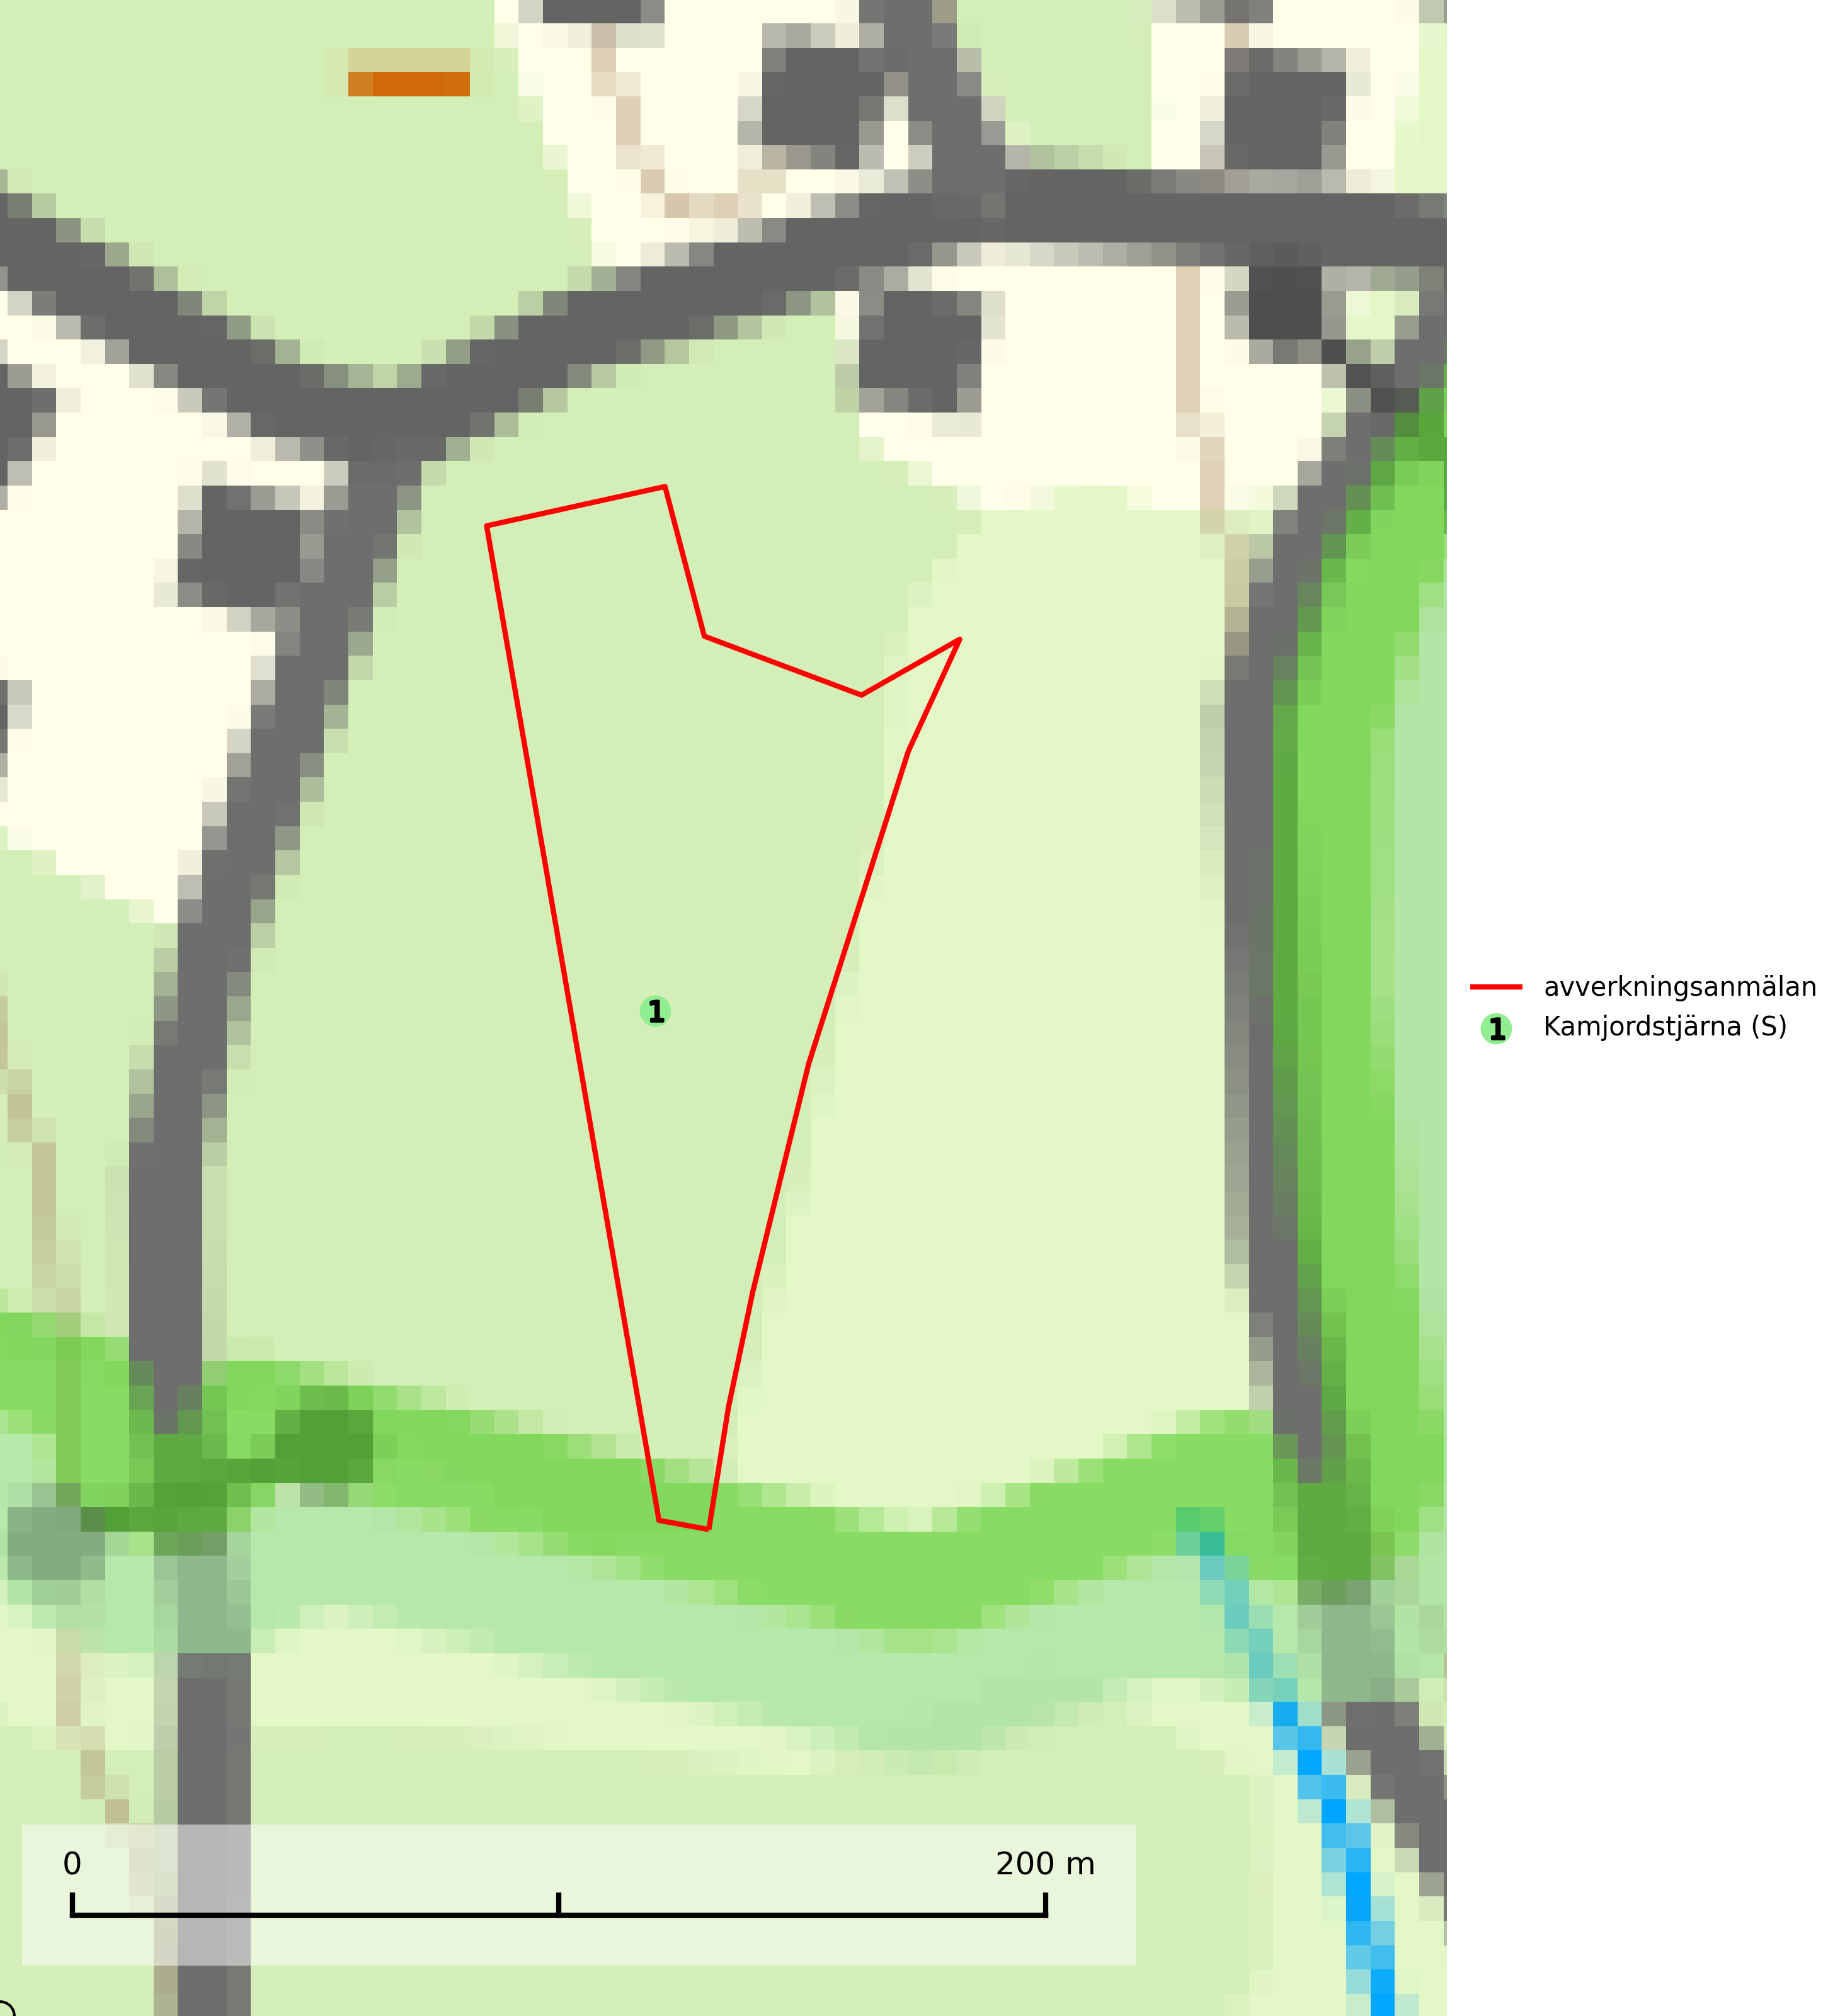 1
avverkningsanmälan
1 Kamjordstjärna (S)
0 200 m